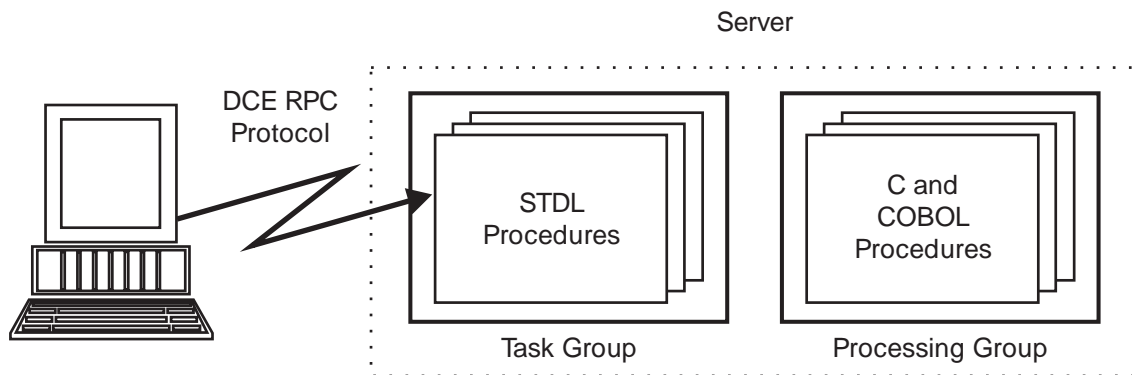 Server
DCE RPC
Protocol
STDL
Procedures
C and
COBOL
Procedures
Task Group
Processing Group